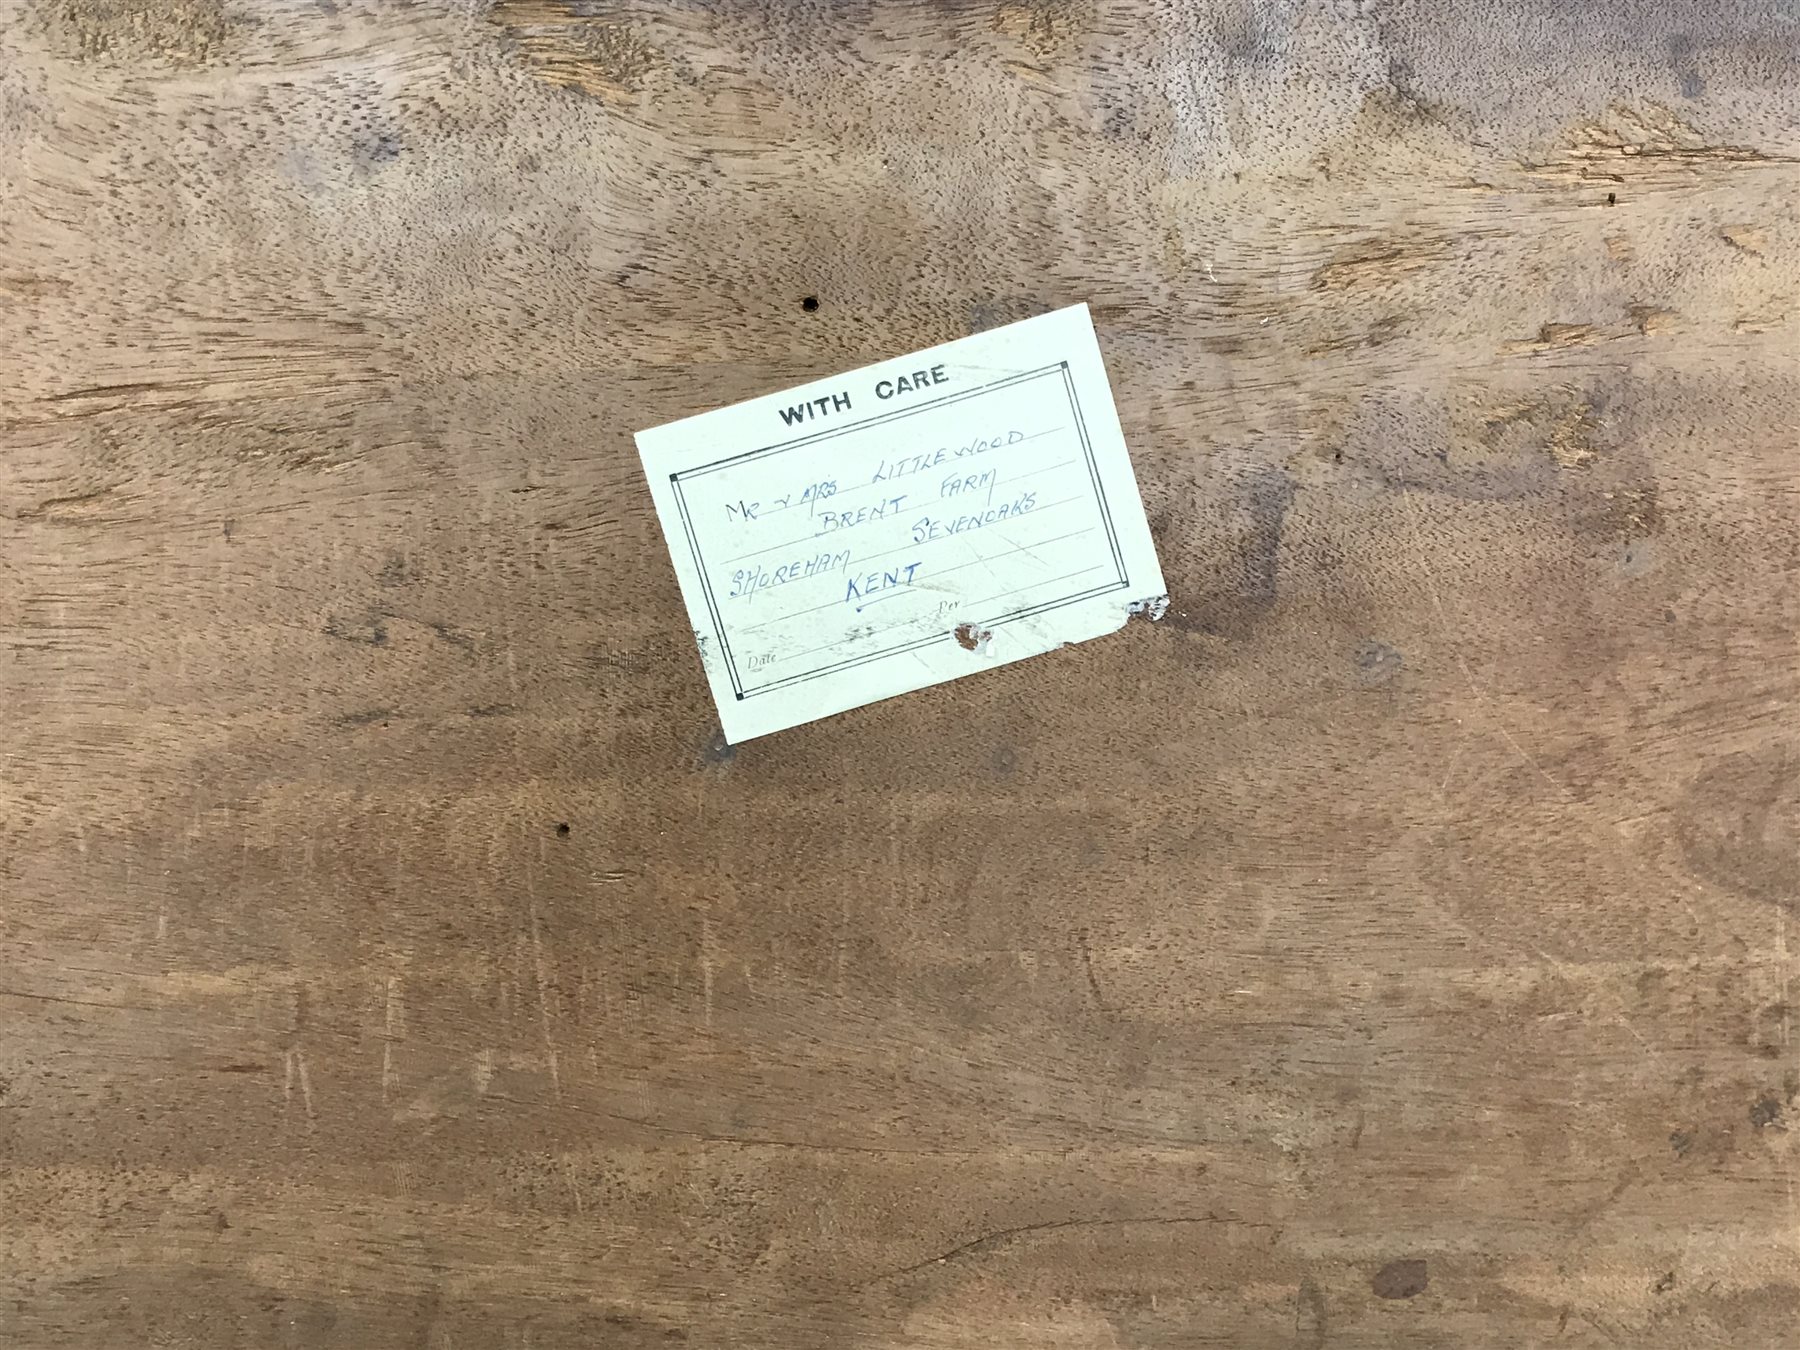 WITH CARE
MR & MRS LITTLEWOOD
BRENT FARM
SHOREHAM SEVENOAKS
KENT
Per
Date